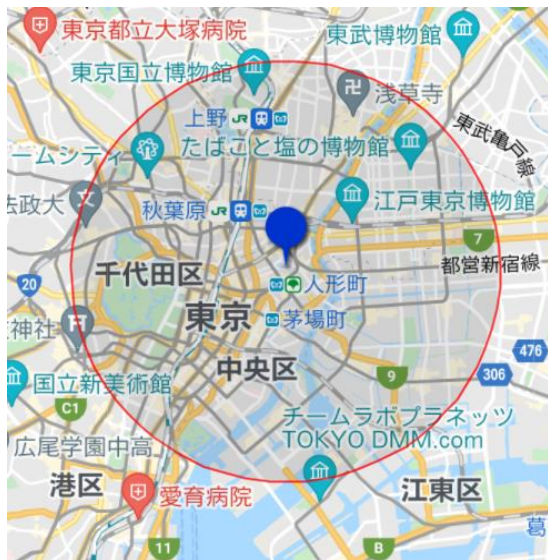 東京都立大塚病院
東武博物館
東京国立博物館
浅草寺
上野 JR
東武亀戸線
たばこと塩の博物館
ームシティ
法政大
秋葉原 JR
江戸東京博物館
7
都営新宿線
千代田区
20
人形町
東京
茅場町
神社
476
中央区
国立新美術館
9
306
C1
チームラボプラネッツ
TOKYO DMM.com
広尾学園中高
港区
江東区
愛育病院
葛
11
B